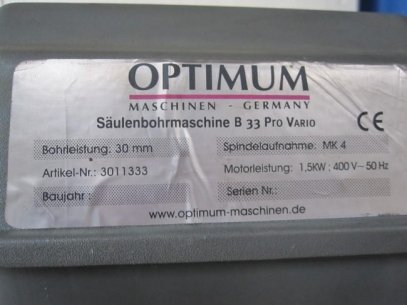 OPTIMUM
MASCHINEN - GERMANY
Säulenbohrmaschine B 33 Pro Vario
CE
Bohrleistung: 30 mm
Spindelaufnahme: MK 4
Artikel-Nr.: 3011333
Motorleistung: 1,5KW ; 400 V~50 Hz
Baujahr:
Serien Nr.:
www.optimum-maschinen.de